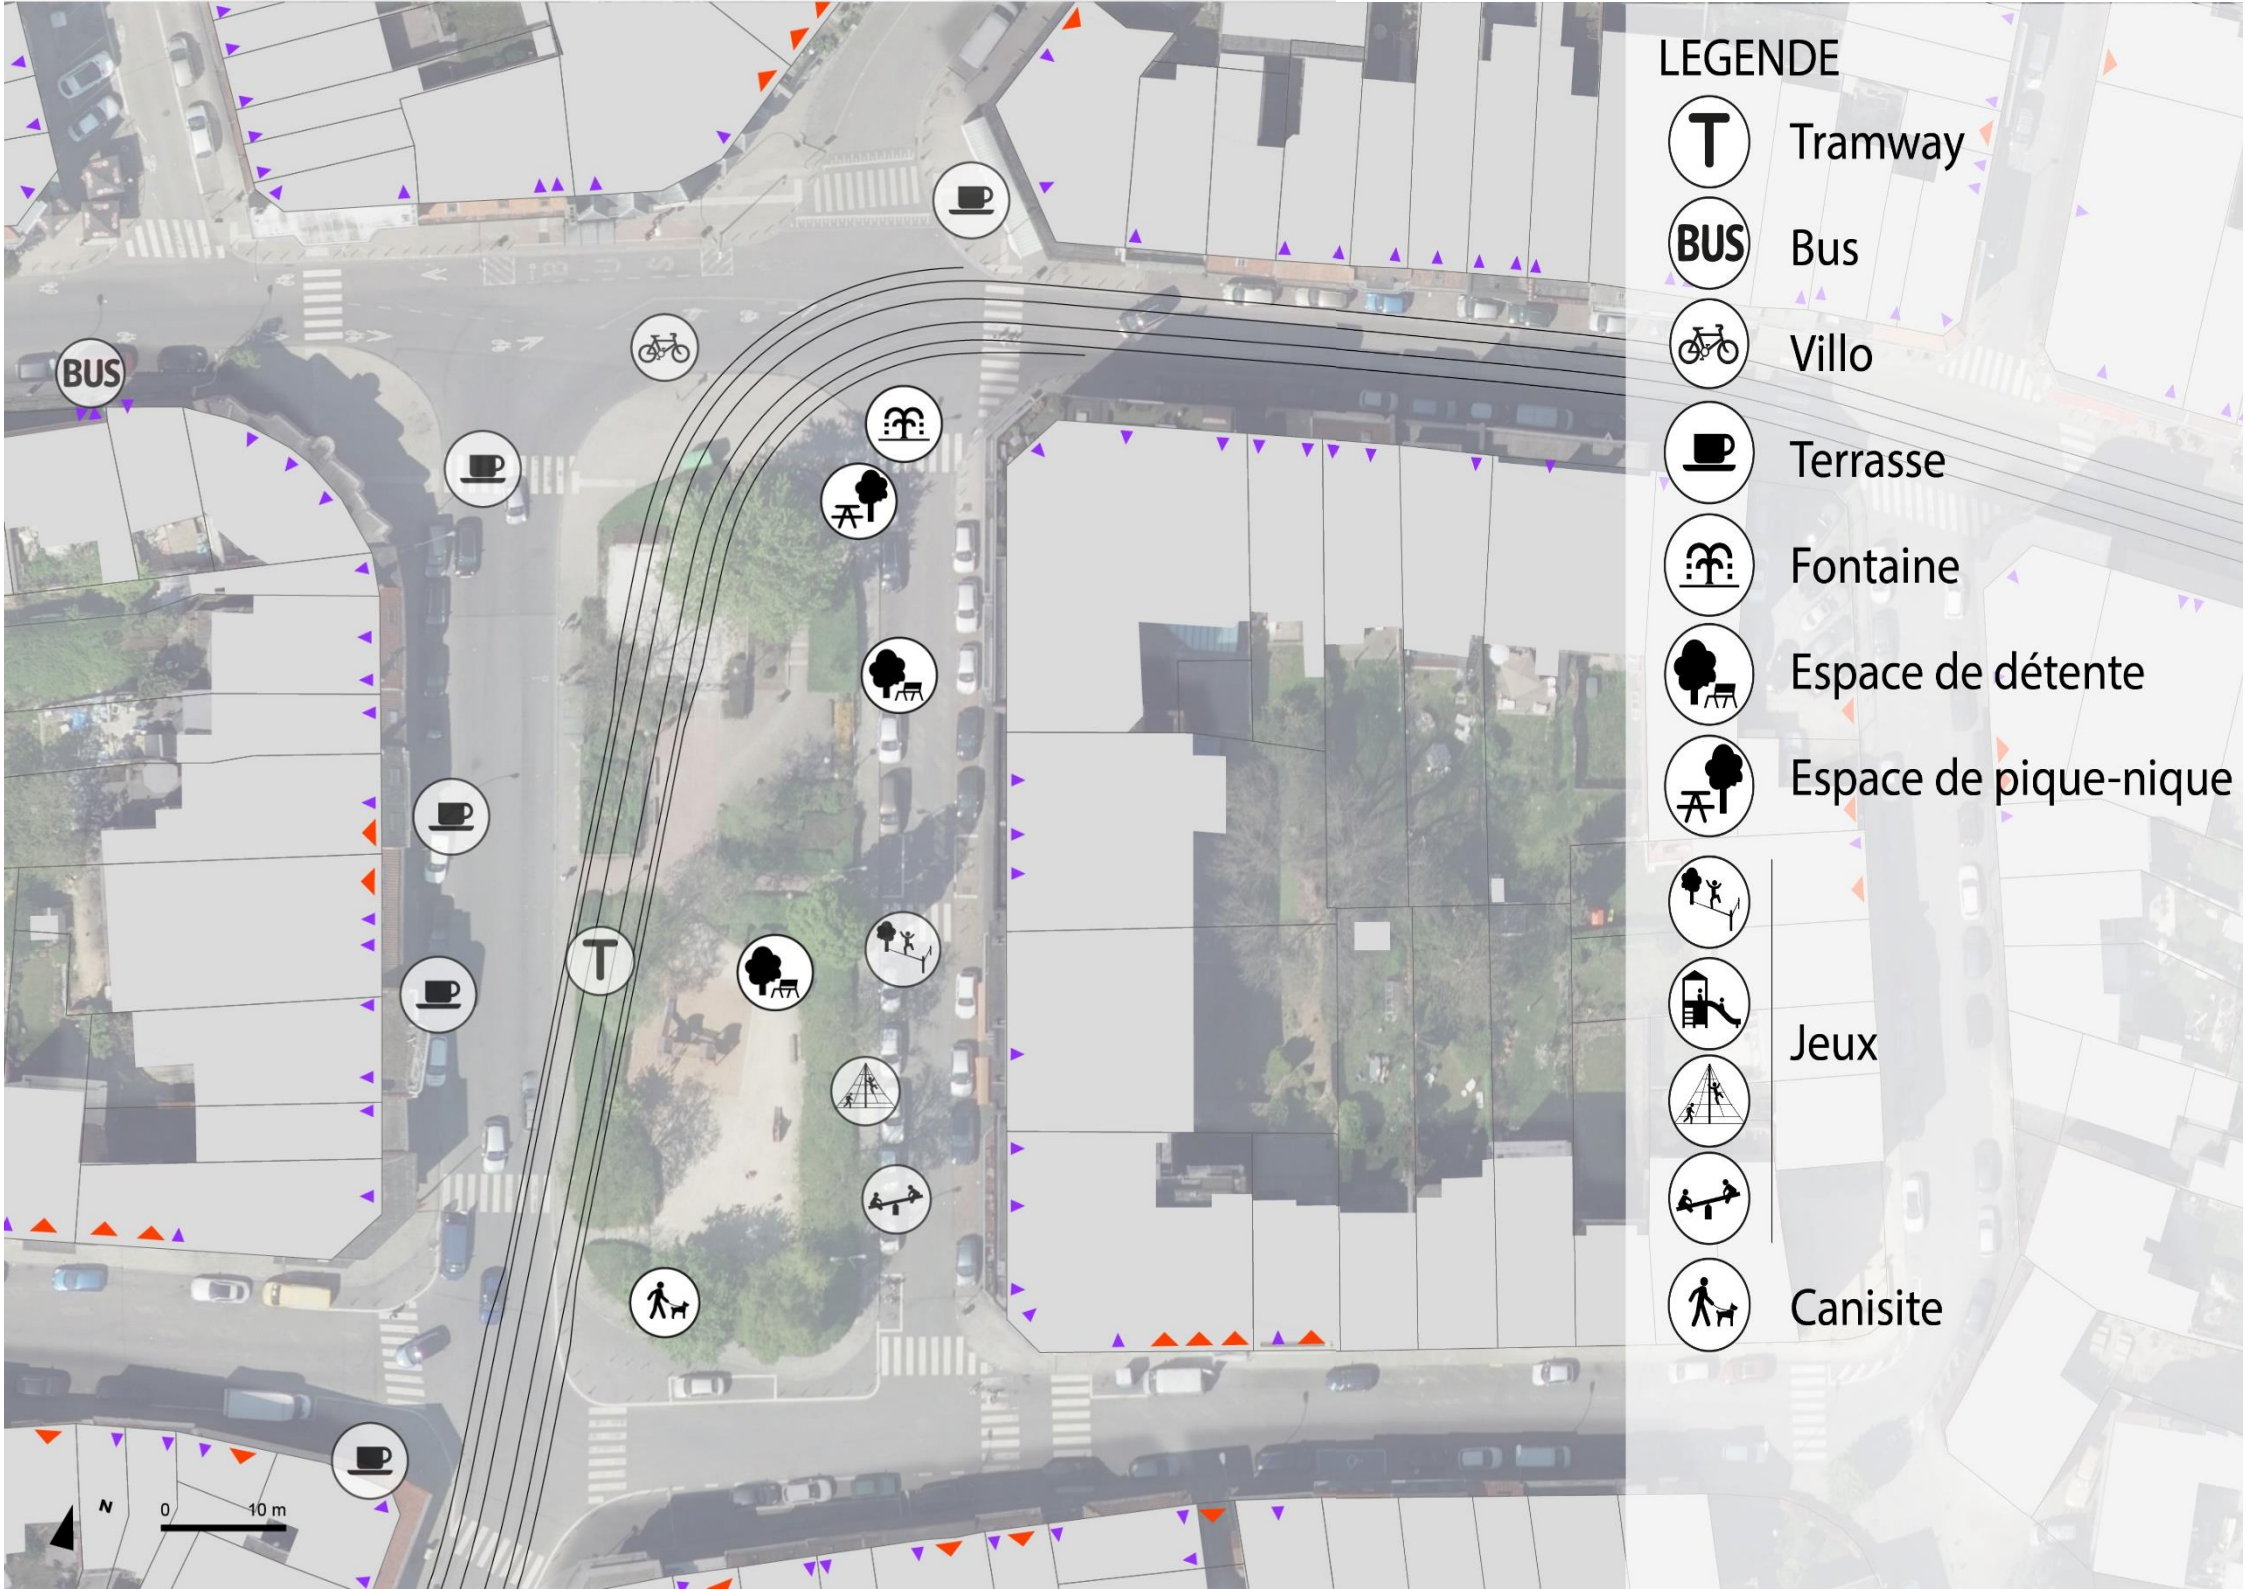 LEGENDE
T Tramway
BUS Bus
Villo
Terrasse
Fontaine
Espace de détente
Espace de pique-nique
Jeux
Canisite
BUS
BUS
T
N
0 10 m